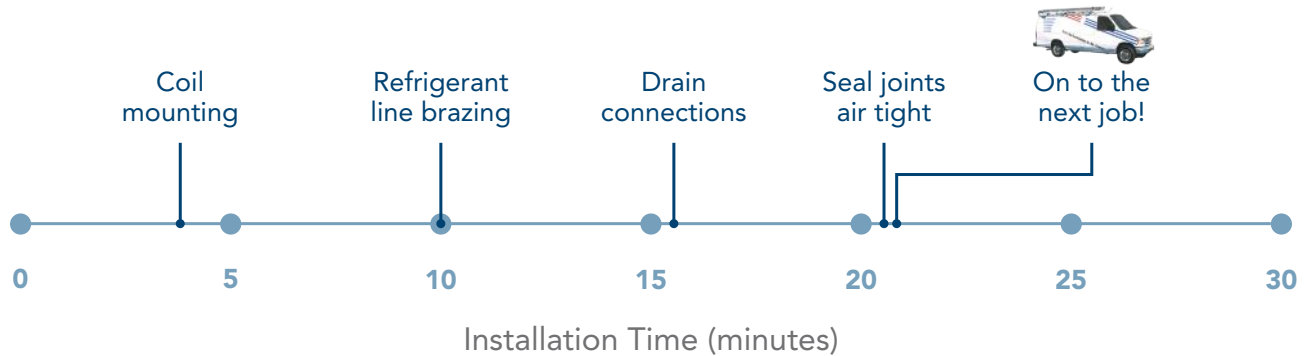 Coil
mounting
Refrigerant
line brazing
Drain
connections
Seal joints
air tight
On to the
next job!
0
5
10
15
20
25
30
Installation Time (minutes)